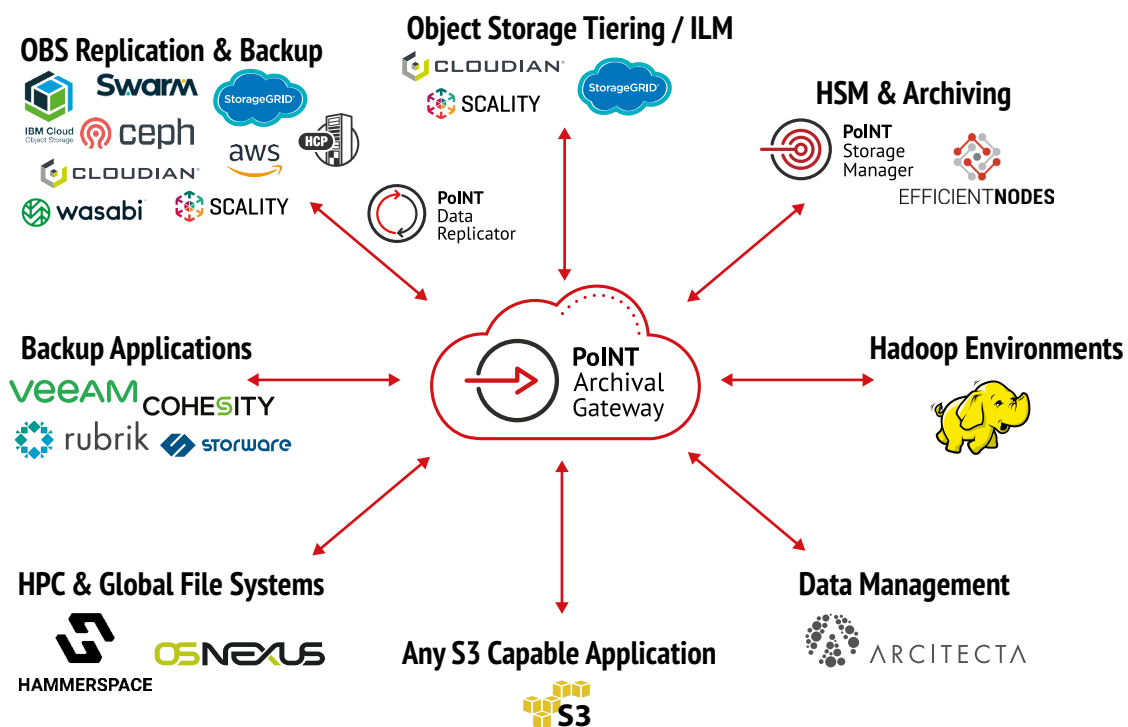 Object Storage Tiering / ILM
CLOUDIAN®
SCALITY
StorageGRID®
OBS Replication & Backup
IBM Cloud
Object Storage
Swarm
StorageGRID®
ceph
aws
HCP
CLOUDIAN®
wasabi
SCALITY
PoINT
Data
Replicator
HSM & Archiving
PoINT
Storage
Manager
EFFICIENTNODES
Backup Applications
veeAM
COHESITY
rubrik
STORWARE
PoINT
Archival
Gateway
Hadoop Environments
HPC & Global File Systems
HAMMERSPACE
OSNEXUS
Any S3 Capable Application
S3
Data Management
ARCITECTA